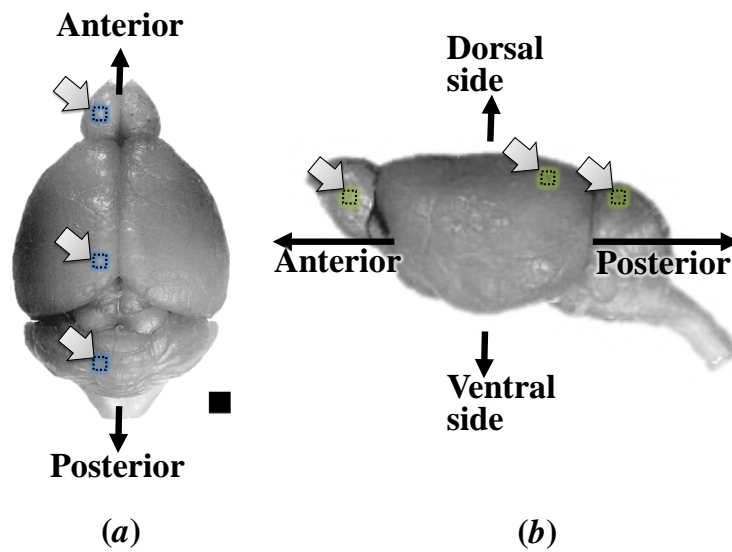 Anterior
Posterior
(a)
Dorsal
side
Anterior
Posterior
Ventral
side
(b)